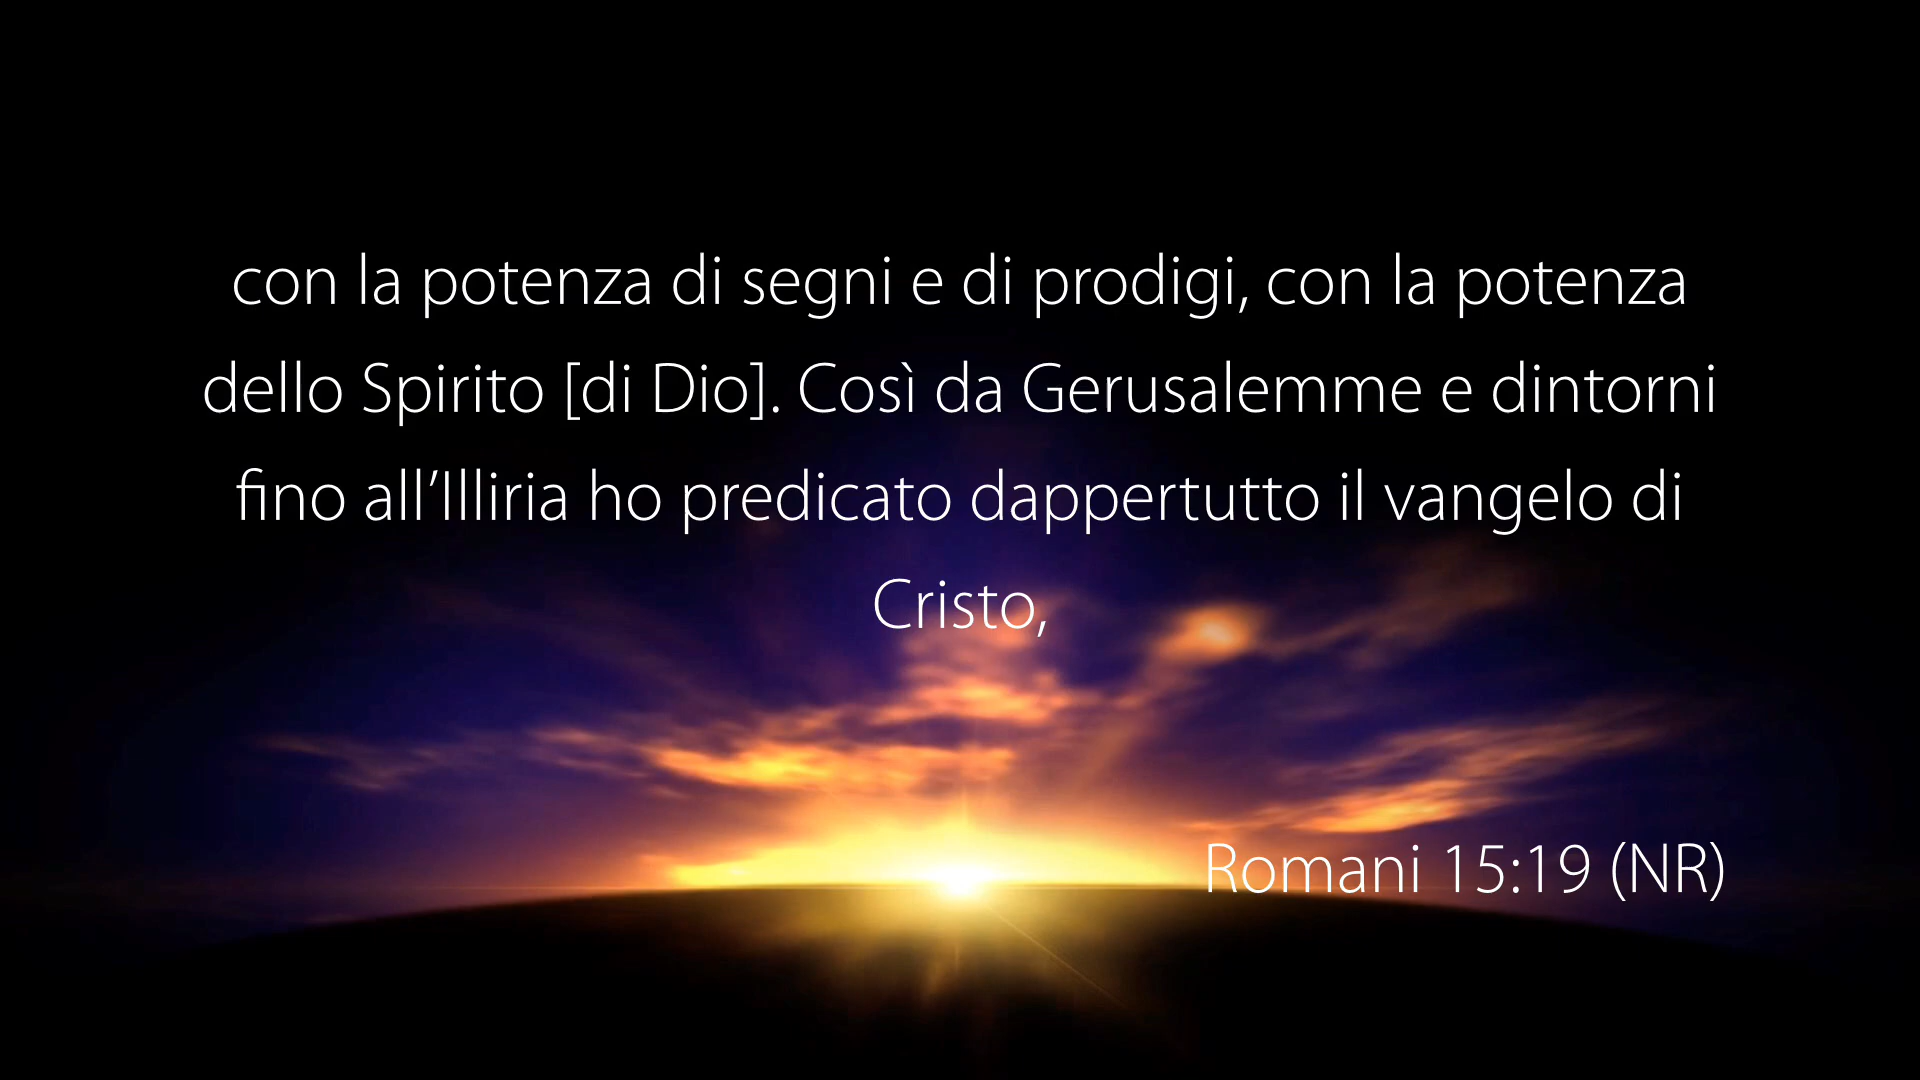 con la potenza di segni e di prodigi, con la potenza
dello Spirito [di Dio]. Così da Gerusalemme e dintorni
fino all’Illiria ho predicato dappertutto il vangelo di
Cristo,
Romani 15:19 (NR)